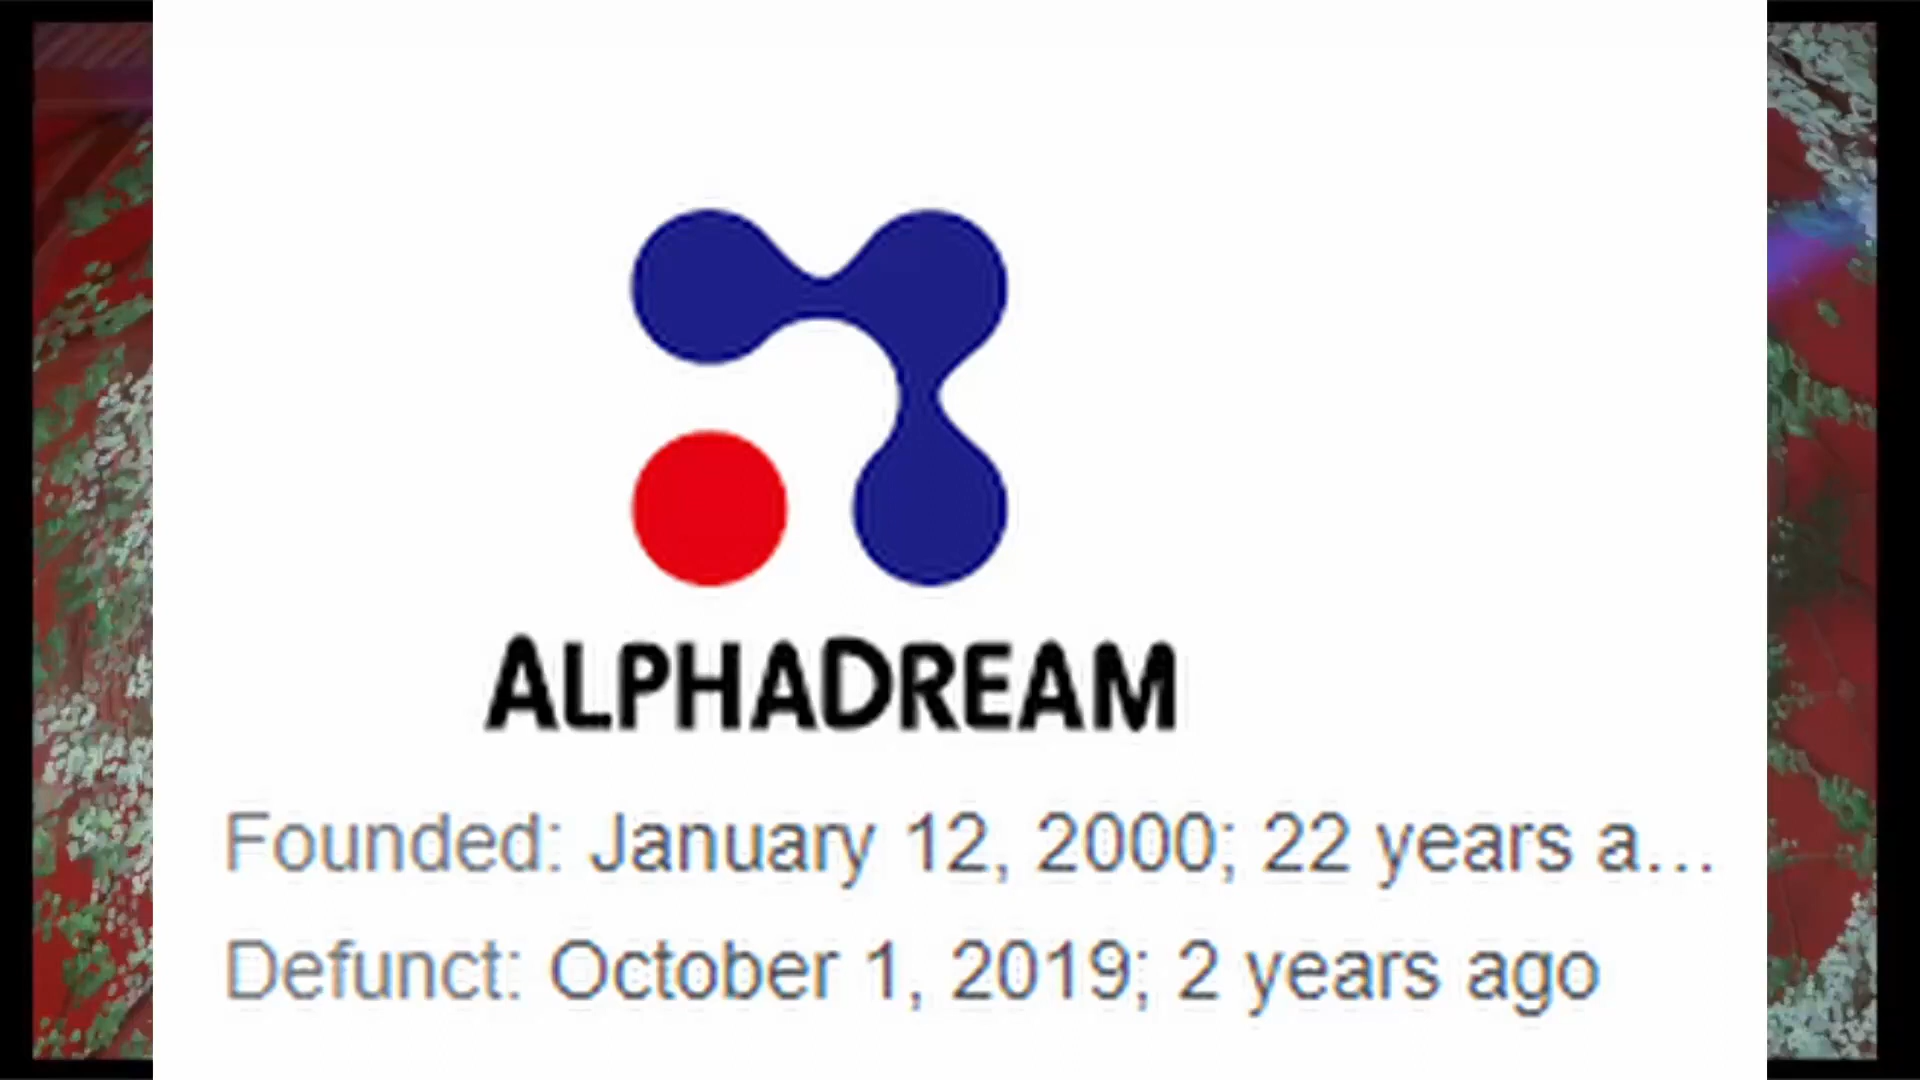 ALPHADREAM
Founded: January 12, 2000; 22 years a...
Defunct: October 1, 2019; 2 years ago